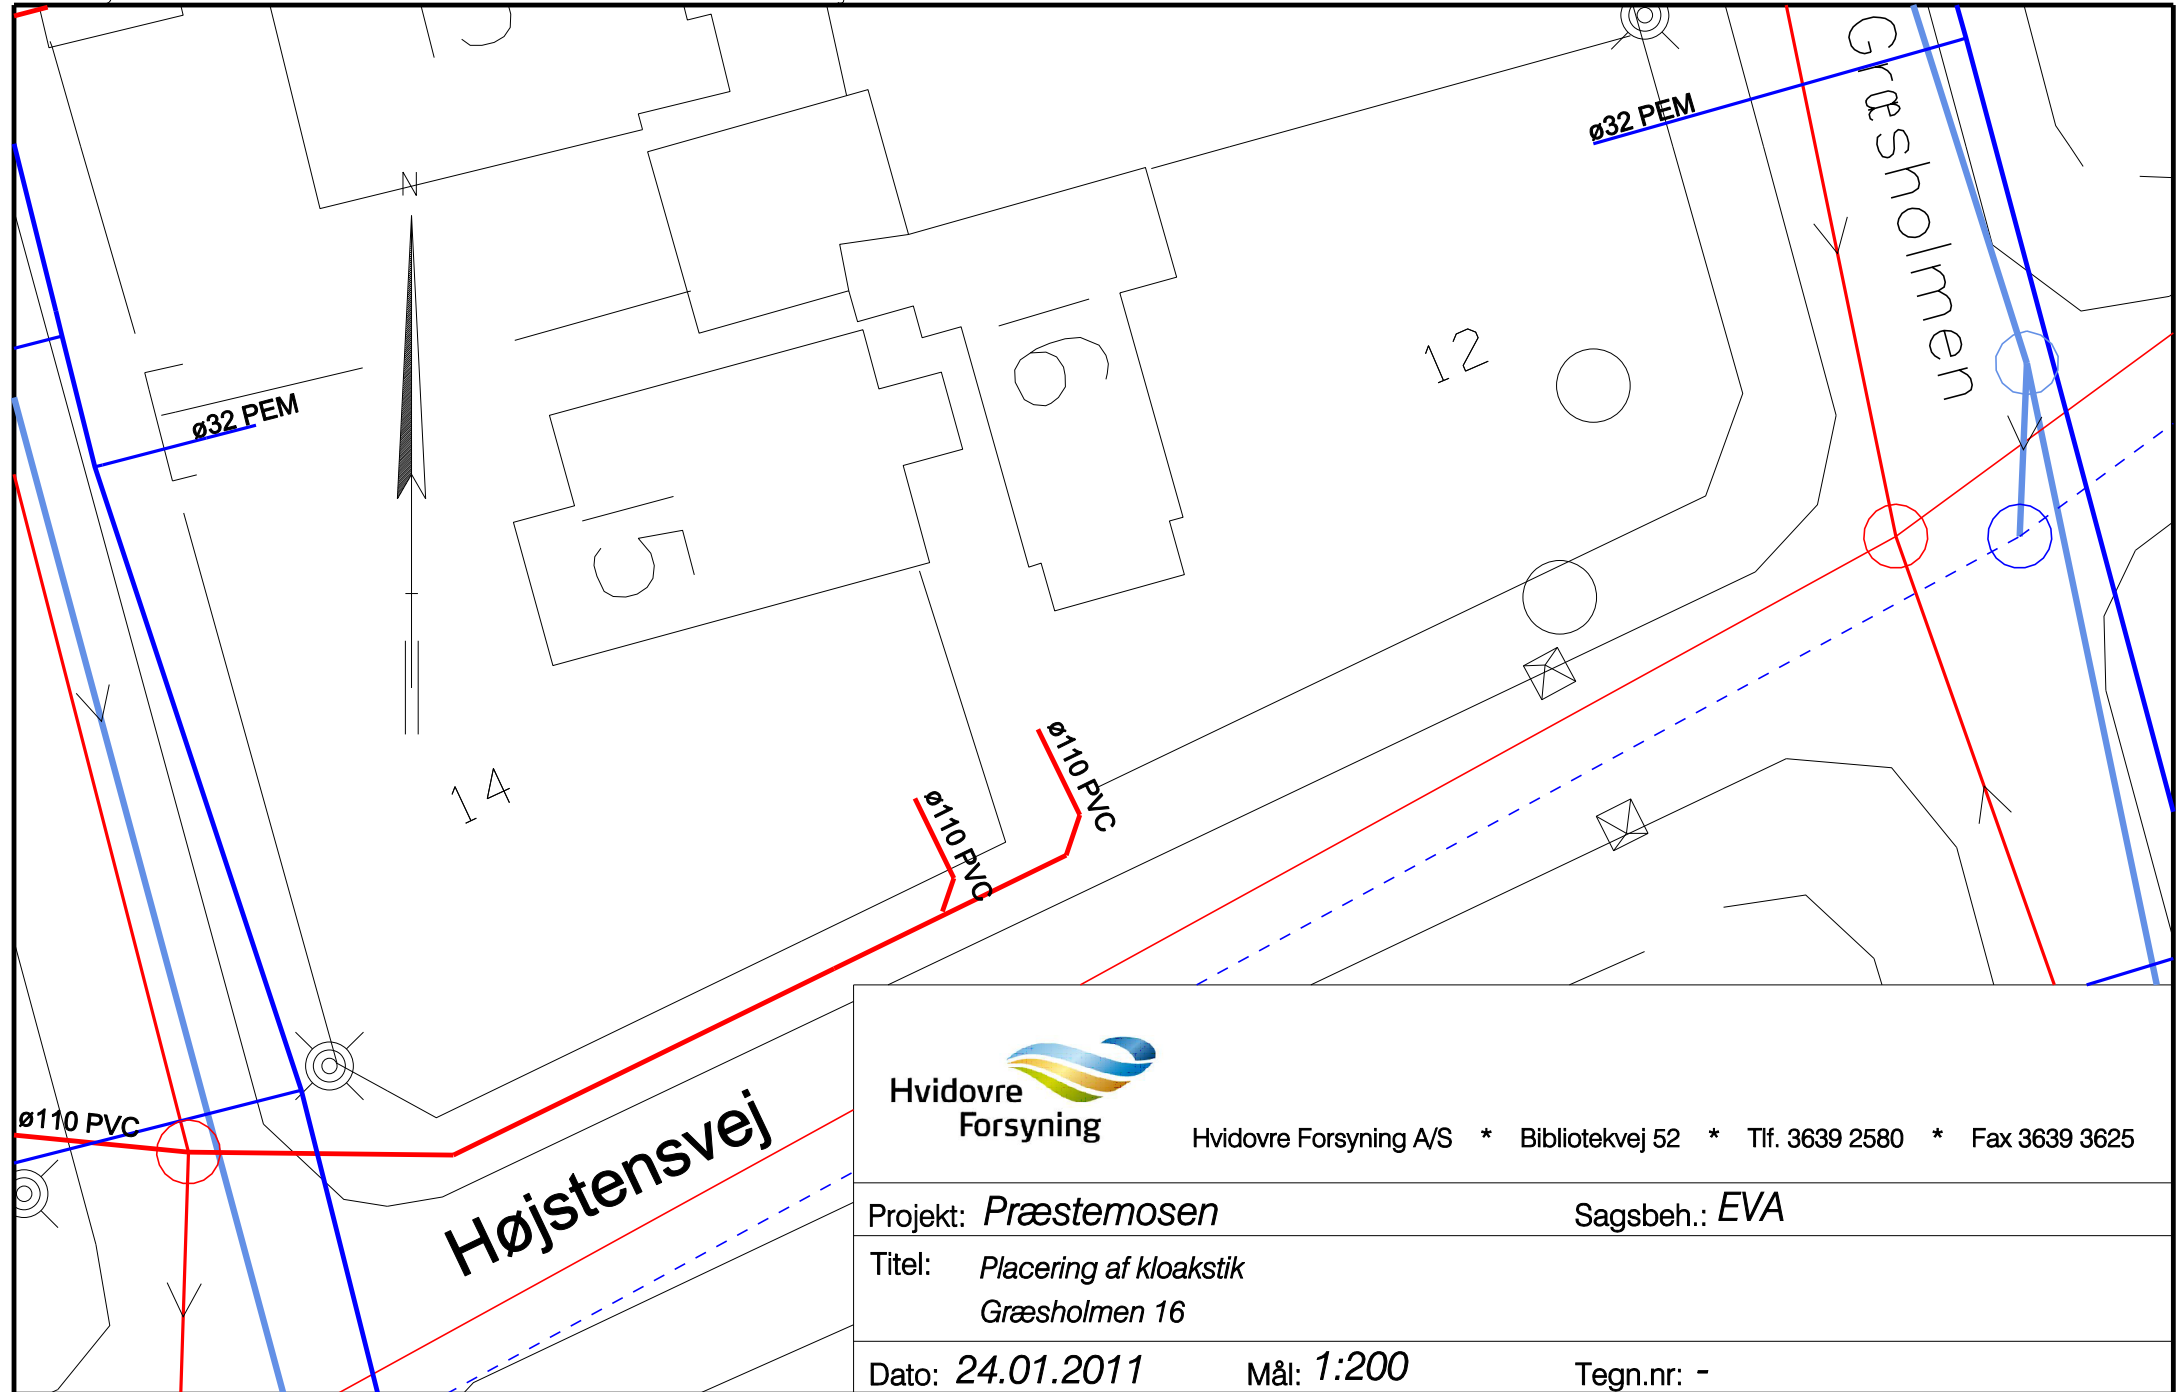 Græsholmen
ø32 PEM
N
12
6
ø32 PEM
5
14
ø110 PVC
ø110 PVC
ø110 PVC
Højstensvej
Hvidovre
Forsyning
Hvidovre Forsyning A/S * Bibliotekvej 52 * Tlf. 3639 2580 * Fax 3639 3625
Projekt: Præstemosen Sagsbeh.: EVA
Titel: Placering af kloakstik
Græsholmen 16
Dato: 24.01.2011 Mål: 1:200 Tegn.nr: -